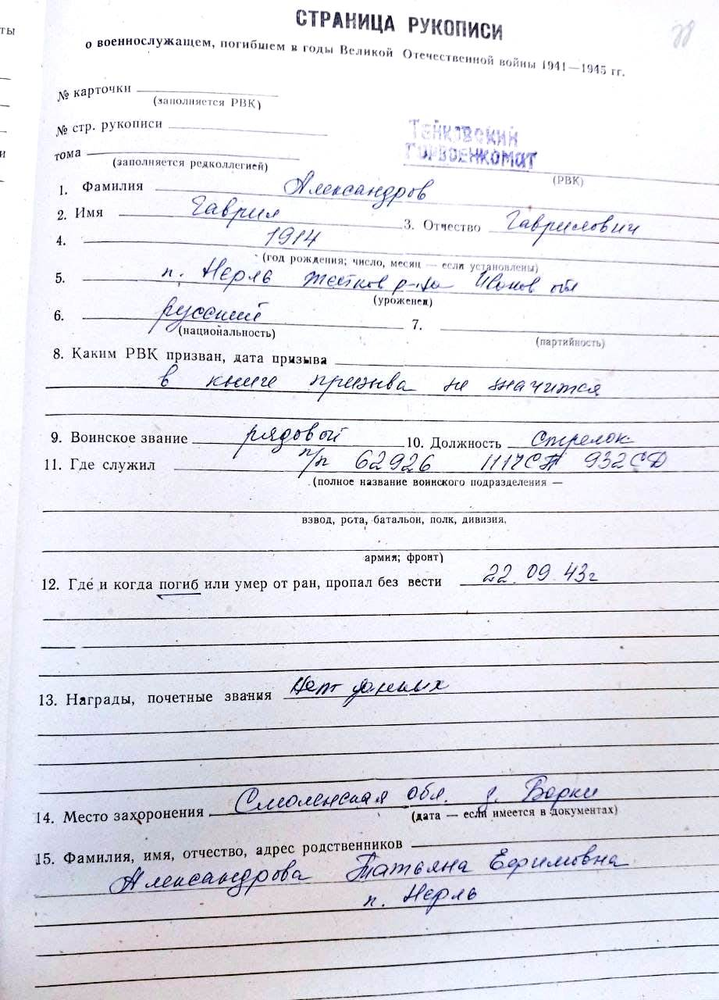 ты
и
СТРАНИЦА РУКОПИСИ
о военнослужащем, погибшем в годы Великой Отечественной войны 1941—1945 гг.
№ карточки
(заполняется РВК)
№ стр. рукописи
Тейковский
тома
Горвоенкомат
(заполняется редколлегией)
(РВК)
1. Фамилия Александров
2. Имя Гаврил 3. Отчество Гаврилович
4. 1914
(год рождения; число, месяц — если установлены)
5. п. Нерль Тейков р-на Иванов обл
(уроженец)
6. русский 7.
(национальность) (партийность)
8. Каким РВК призван, дата призыва
в книге призыва не значится
9. Воинское звание рядовой 10. Должность Стрелок
11. Где служил п/п 62926 1117СП 932СД
(полное название воинского подразделения —
взвод, рота, батальон, полк, дивизия,
армия; фронт)
12. Где и когда погиб или умер от ран, пропал без вести 22.09.43г
13. Награды, почетные звания Нет данных
14. Место захоронения Смоленская обл. д. Борки
(дата — если имеется в документах)
15. Фамилия, имя, отчество, адрес родственников
Александрова Татьяна Ефимовна
п. Нерль